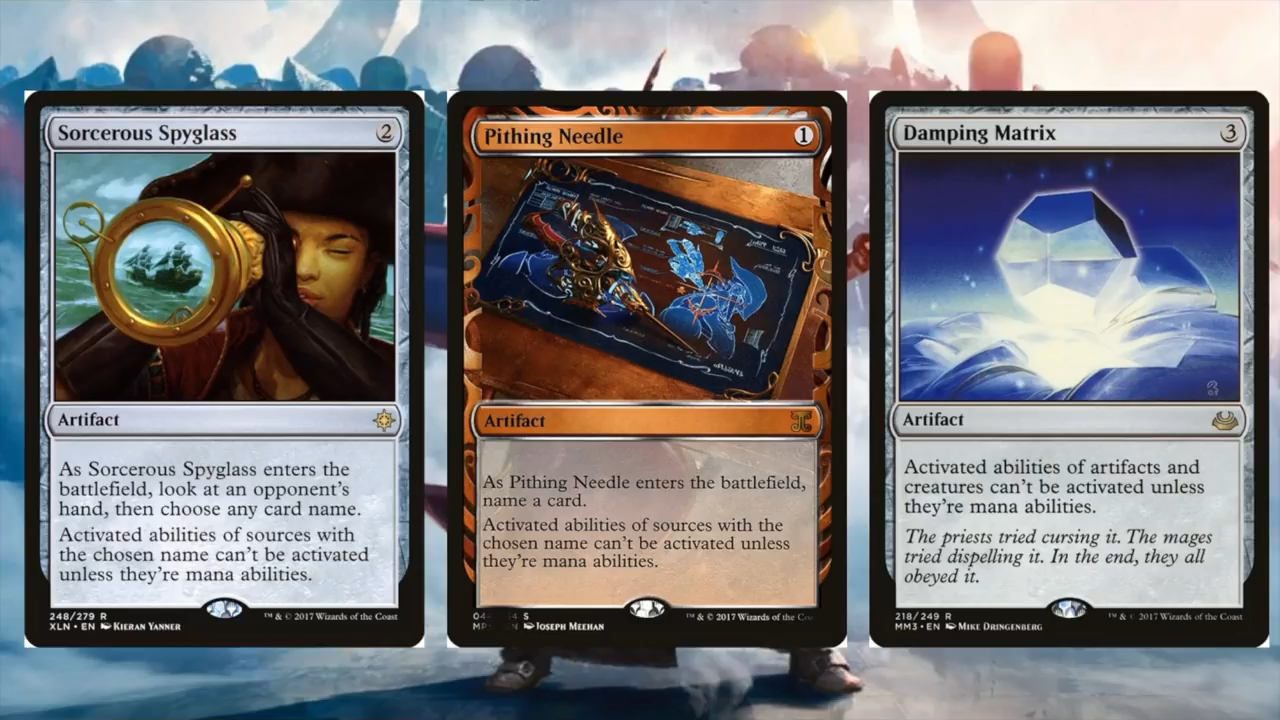 Sorcerous Spyglass 2
Artifact
As Sorcerous Spyglass enters the
battlefield, look at an opponent's
hand, then choose any card name.
Activated abilities of sources with
the chosen name can't be activated
unless they're mana abilities.
248/279 R
XLN • EN Kieran Yanner
™ & © 2017 Wizards of the Coast
Pithing Needle 1
Artifact
As Pithing Needle enters the battlefield,
name a card.
Activated abilities of sources with the
chosen name can't be activated unless
they're mana abilities.
S
Joseph Meehan
™ & © 2017 Wizards of the
Damping Matrix 3
Artifact
Activated abilities of artifacts and
creatures can't be activated unless
they're mana abilities.
The priests tried cursing it. The mages
tried dispelling it. In the end, they all
obeyed it.
218/249 R
MM3 • EN Mike Dringenberg
™ & © 2017 Wizards of the Coast